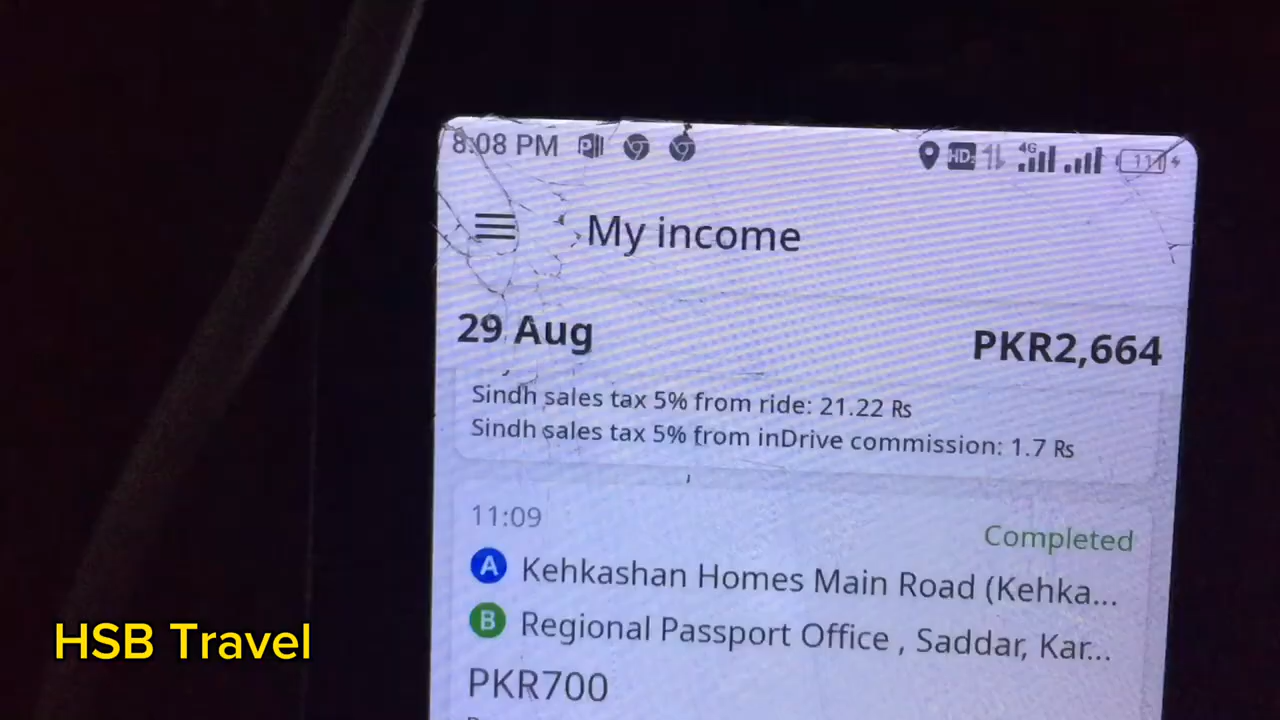 8:08 PM
HD2 4G
My income
29 Aug
PKR2,664
Sindh sales tax 5% from ride: 21.22 Rs
Sindh sales tax 5% from inDrive commission: 1.7 Rs
11:09
Completed
A Kehkashan Homes Main Road (Kehka...
B Regional Passport Office , Saddar, Kar...
PKR700
HSB Travel